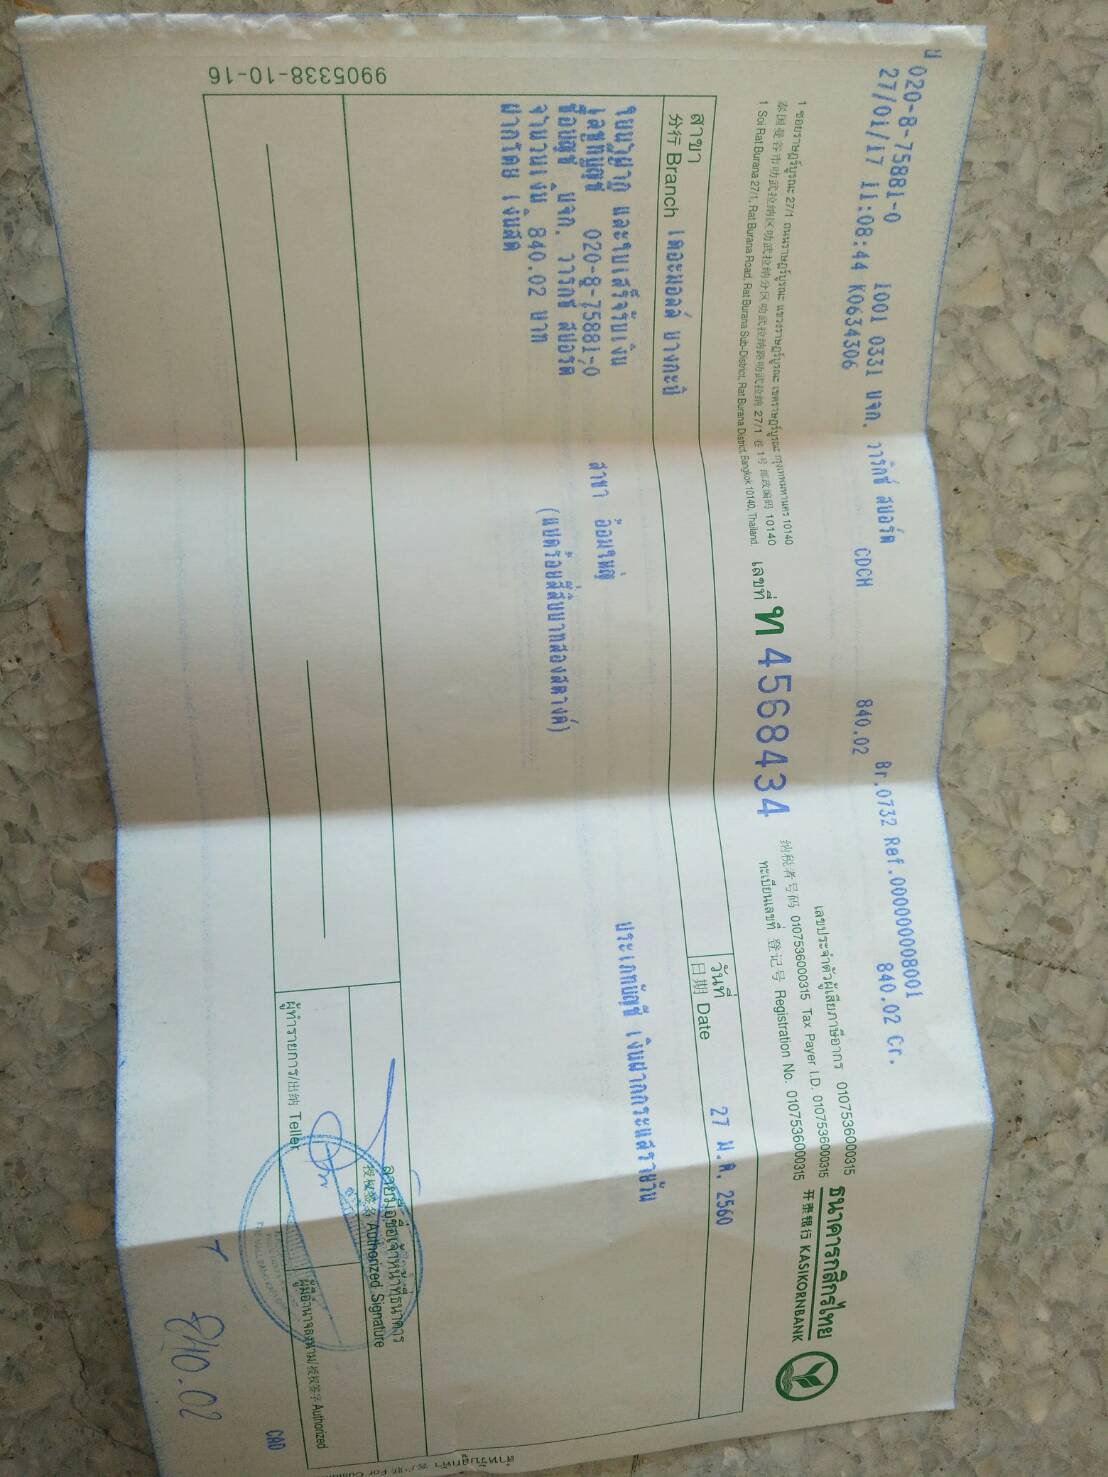 020-8-75881-0 1001 0331 บจก. วาริกซ์ สปอร์ต Br.0732 Ref.00000008001
27/01/17 11:08:44 K0634306 CDCH 840.02 840.02 Cr.
ธนาคารกสิกรไทย
开泰银行 KASIKORNBANK
เลขประจำตัวผู้เสียภาษีอากร 0107536000315
纳税者号码 0107536000315 Tax Payer I.D. 0107536000315
ทะเบียนเลขที่ 登记号 Registration No. 0107536000315
1 ซอยราษฎร์บูรณะ 27/1 ถนนราษฎร์บูรณะ แขวงราษฎร์บูรณะ เขตราษฎร์บูรณะ กรุงเทพมหานคร 10140
1 Soi Rat Burana 27/1, Rat Burana Road, Rat Burana Sub-District, Rat Burana District, Bangkok 10140, Thailand.
เลขที่ ท 4568434
สาขา
分行 Branch เดอะมอลล์ บางกะปิ
วันที่
日期 Date 27 ม.ค. 2560
ใบนำฝาก และใบเสร็จรับเงิน ประเภทบัญชี เงินฝากกระแสรายวัน
เลขที่บัญชี 020-8-75881-0 สาขา อ้อมใหญ่
ชื่อบัญชี บจก. วาริกซ์ สปอร์ต
จำนวนเงิน 840.02 บาท (แปดร้อยสี่สิบบาทสองสตางค์)
ฝากโดย เงินสด
ลายมือชื่อเจ้าหน้าที่ธนาคาร
授权签名 Authorized Signature
ผู้ทำรายการ/出纳 Teller
ผู้มีอำนาจลงนาม/授权签字 Authorized
9905338-10-16
840.02
CAD